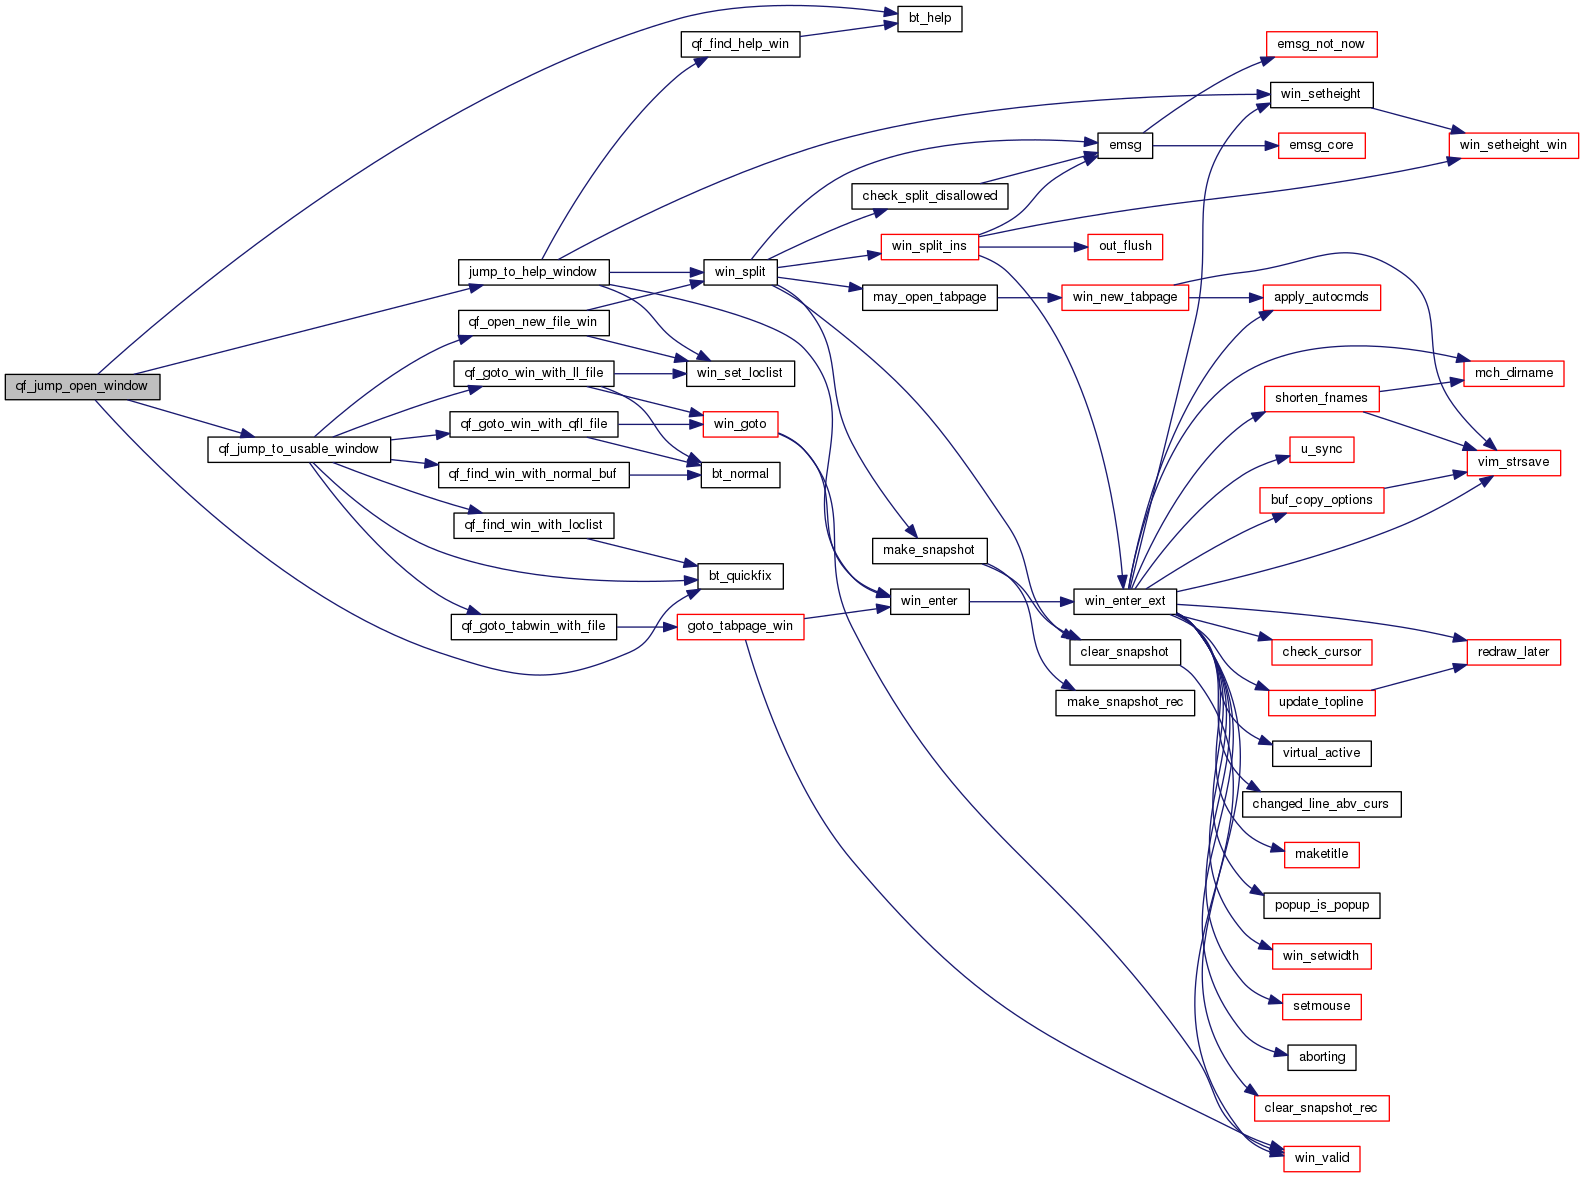 bt_help
qf_find_help_win
emsg_not_now
win_setheight
emsg
emsg_core
win_setheight_win
check_split_disallowed
win_split_ins
out_flush
jump_to_help_window
win_split
may_open_tabpage
win_new_tabpage
apply_autocmds
qf_open_new_file_win
qf_jump_open_window
qf_goto_win_with_ll_file
win_set_loclist
mch_dirname
shorten_fnames
qf_goto_win_with_qfl_file
win_goto
qf_jump_to_usable_window
u_sync
vim_strsave
qf_find_win_with_normal_buf
bt_normal
buf_copy_options
qf_find_win_with_loclist
make_snapshot
bt_quickfix
win_enter
win_enter_ext
qf_goto_tabwin_with_file
goto_tabpage_win
clear_snapshot
check_cursor
redraw_later
make_snapshot_rec
update_topline
virtual_active
changed_line_abv_curs
maketitle
popup_is_popup
win_setwidth
setmouse
aborting
clear_snapshot_rec
win_valid